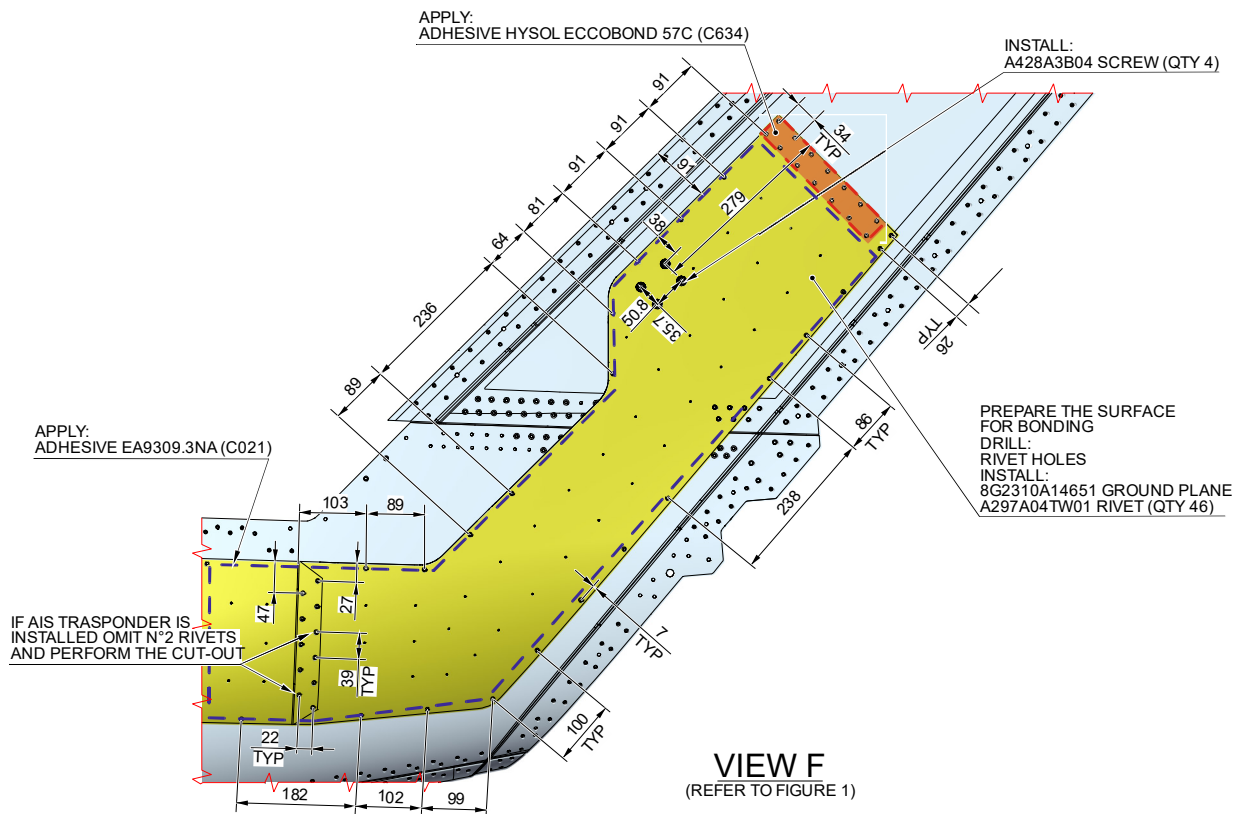 APPLY:
ADHESIVE HYSOL ECCOBOND 57C (C634)
INSTALL:
A428A3B04 SCREW (QTY 4)
91
91
91
81
64
236
89
91
34
TYP
279
38
50.8
35.7
TYP
26
86
TYP
238
PREPARE THE SURFACE
FOR BONDING
DRILL:
RIVET HOLES
INSTALL:
8G2310A14651 GROUND PLANE
A297A04TW01 RIVET (QTY 46)
APPLY:
ADHESIVE EA9309.3NA (C021)
103
89
47
27
IF AIS TRASPONDER IS
INSTALLED OMIT N°2 RIVETS
AND PERFORM THE CUT-OUT
39
TYP
7
TYP
100
TYP
22
TYP
182
102
99
VIEW F
(REFER TO FIGURE 1)